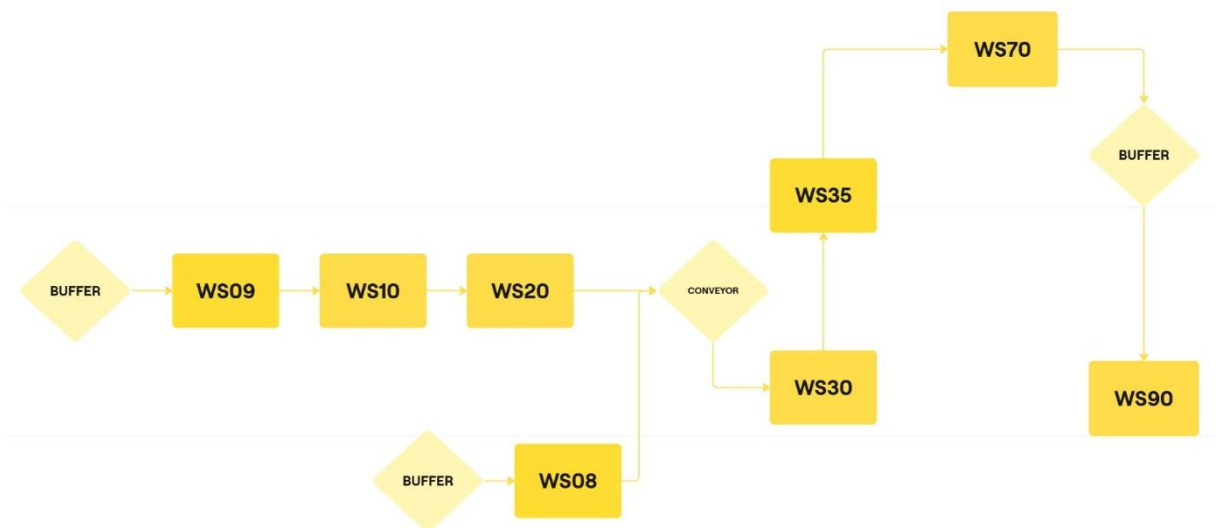 WS70
BUFFER
WS35
BUFFER
WS09
WS10
WS20
CONVEYOR
WS30
WS90
BUFFER
WS08